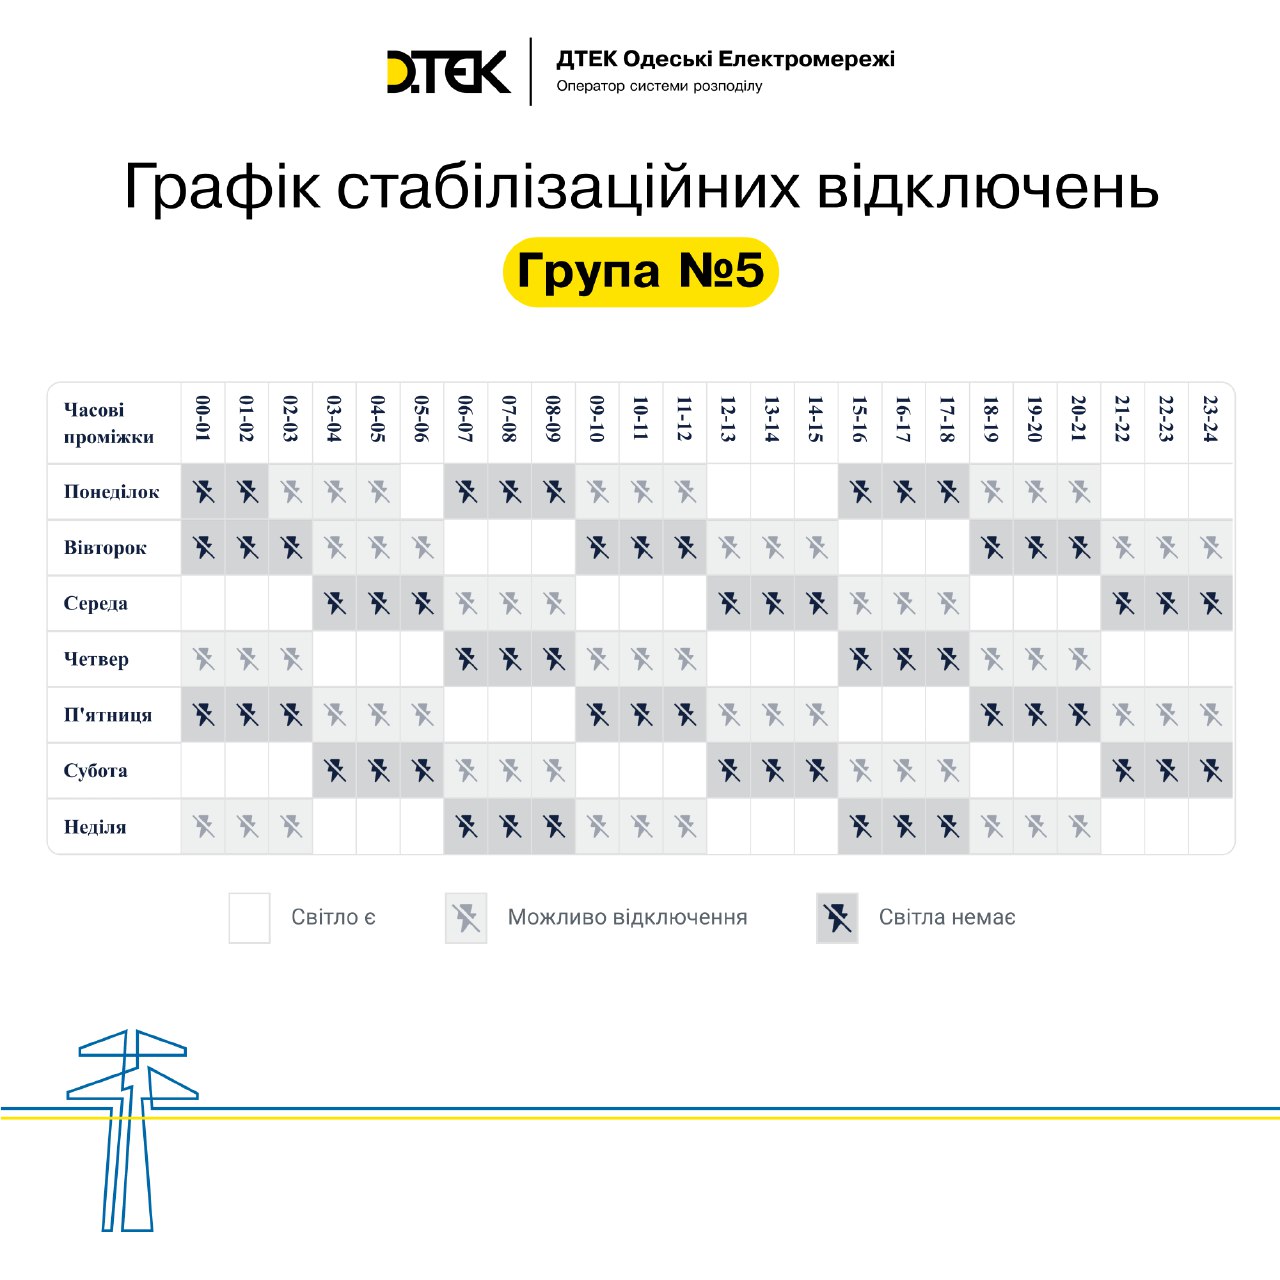 ДТЕК
ДТЕК Одеські Електромережі
Оператор системи розподілу
Графік стабілізаційних відключень
Група №5
Часові
проміжки
00-01 01-02 02-03 03-04 04-05 05-06 06-07 07-08 08-09 09-10 10-11 11-12 12-13 13-14 14-15 15-16 16-17 17-18 18-19 19-20 20-21 21-22 22-23 23-24
Понеділок
Вівторок
Середа
Четвер
П'ятниця
Субота
Неділя
Світло є Можливо відключення Світла немає